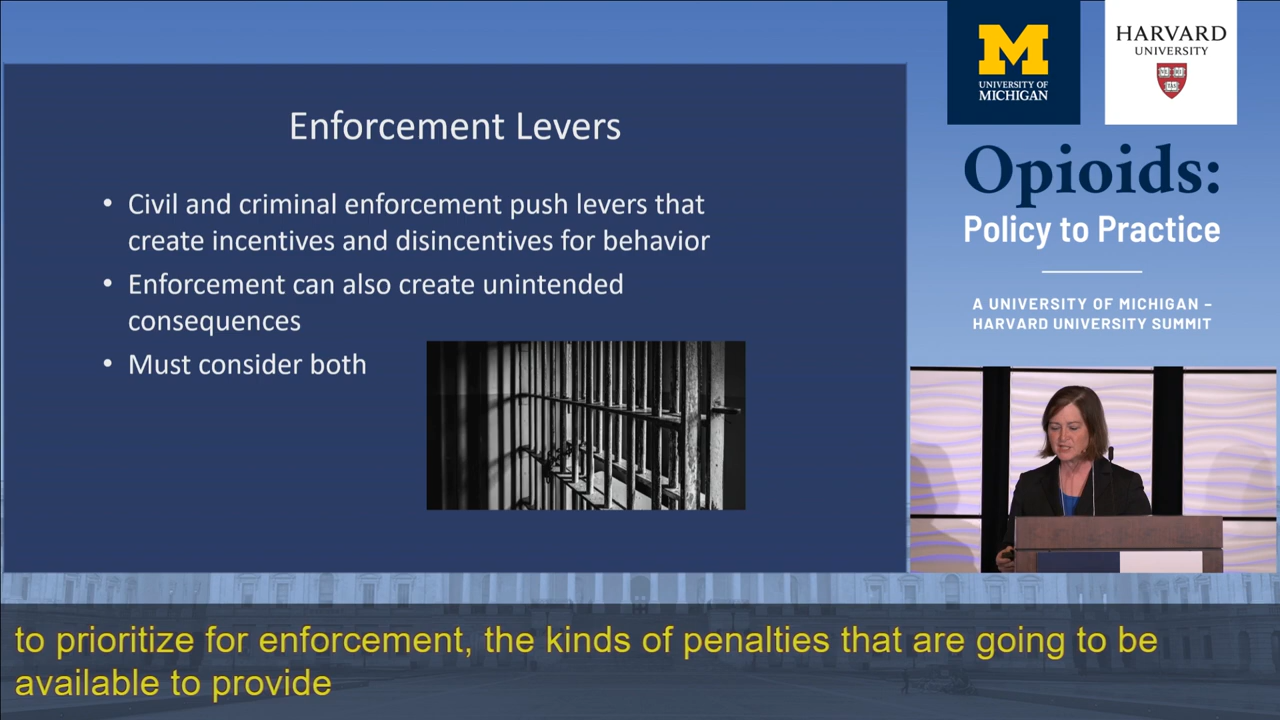 Enforcement Levers
• Civil and criminal enforcement push levers that
create incentives and disincentives for behavior
• Enforcement can also create unintended
consequences
• Must consider both
M
UNIVERSITY OF
MICHIGAN
HARVARD
UNIVERSITY
Opioids:
Policy to Practice
A UNIVERSITY OF MICHIGAN –
HARVARD UNIVERSITY SUMMIT
to prioritize for enforcement, the kinds of penalties that are going to be
available to provide